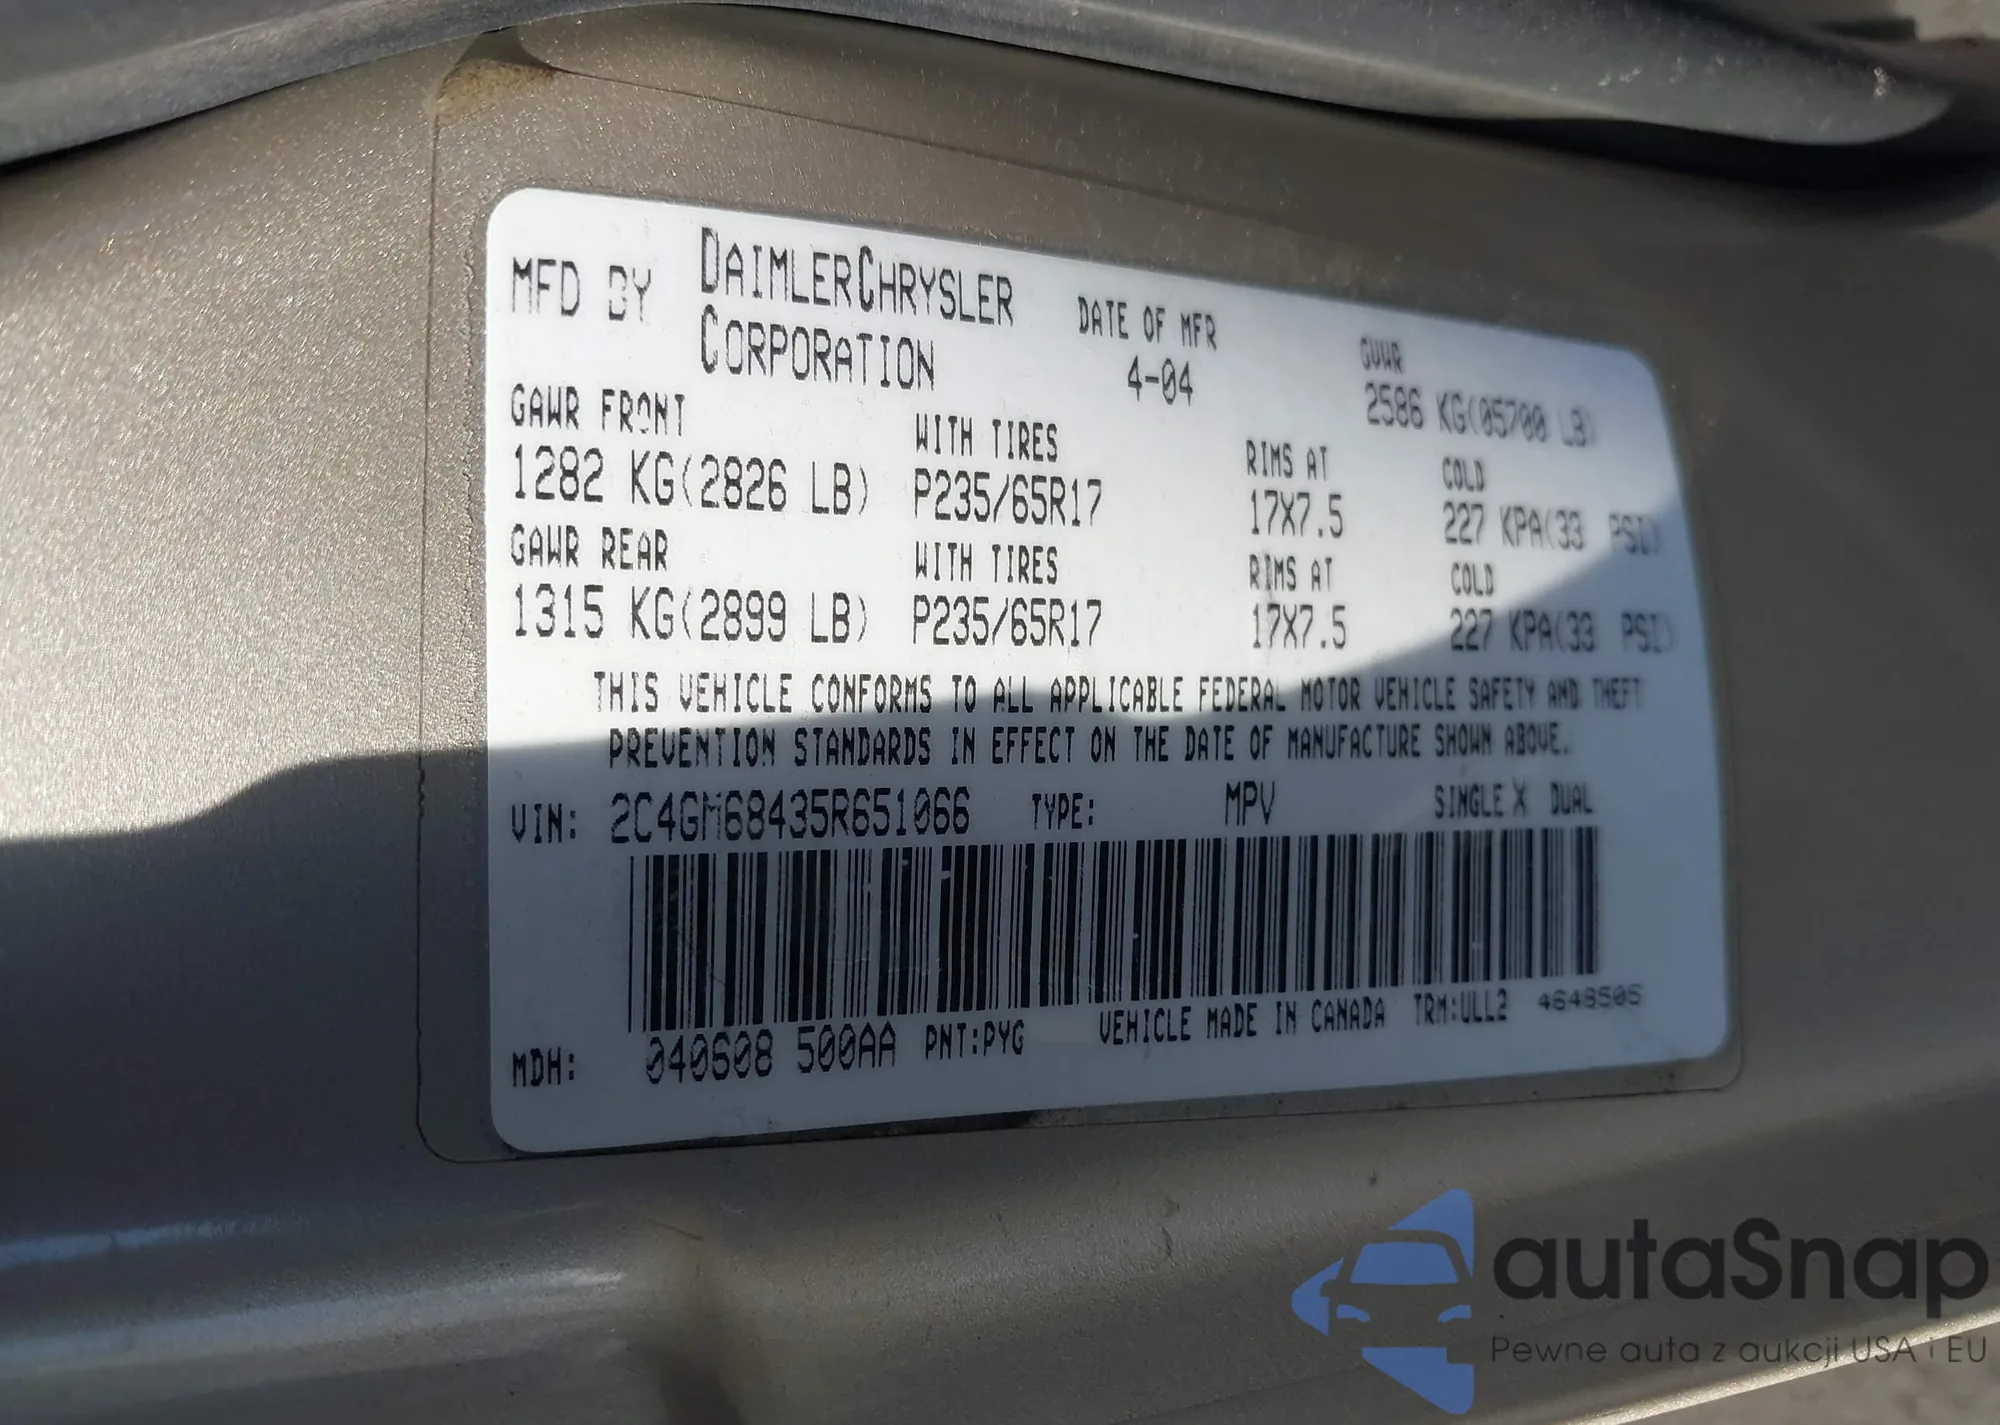 MFD BY DAIMLERCHRYSLER CORPORATION
DATE OF MFR
4-04
GVWR
2586 KG(05700 LB)
GAWR FRONT WITH TIRES RIMS AT COLD
1282 KG(2826 LB) P235/65R17 17X7.5 227 KPA(33 PSI)
GAWR REAR WITH TIRES RIMS AT COLD
1315 KG(2899 LB) P235/65R17 17X7.5 227 KPA(33 PSI)
THIS VEHICLE CONFORMS TO ALL APPLICABLE FEDERAL MOTOR VEHICLE SAFETY AND THEFT
PREVENTION STANDARDS IN EFFECT ON THE DATE OF MANUFACTURE SHOWN ABOVE.
VIN: 2C4GM68435R651066 TYPE: MPV SINGLE X DUAL
MDH: 040608 500AA PNT:PYG VEHICLE MADE IN CANADA TRM:ULL2 4648505
autaSnap
Pewne auta z aukcji USA i EU